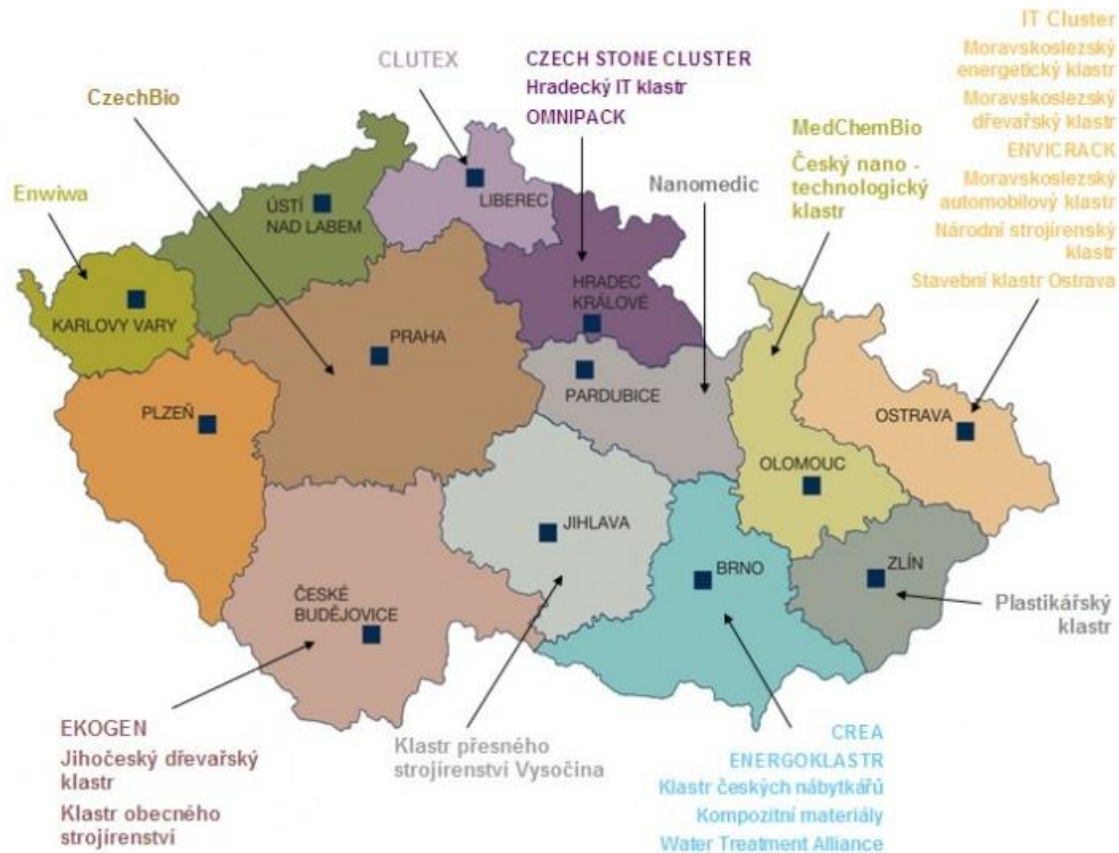 IT Cluster
Moravskoslezský
energetický klastr
Moravskoslezský
dřevařský klastr
ENVICRACK
Moravskoslezský
automobilový klastr
Národní strojírenský
klastr
Stavební klastr Ostrava
CLUTEX
CZECH STONE CLUSTER
Hradecký IT klastr
OMNIPACK
CzechBio
MedChemBio
Český nano -
technologický
klastr
Nanomedic
Enwiwa
ÚSTÍ
NAD LABEM
LIBEREC
HRADEC
KRÁLOVÉ
KARLOVY VARY
PRAHA
PARDUBICE
PLZEŇ
OSTRAVA
OLOMOUC
JIHLAVA
BRNO
ZLÍN
ČESKÉ
BUDĚJOVICE
Plastikářský
klastr
EKOGEN
Jihočeský dřevařský
klastr
Klastr obecného
strojírenství
Klastr přesného
strojírenství Vysočina
CREA
ENERGOKLASTR
Klastr českých nábytkářů
Kompozitní materiály
Water Treatment Alliance